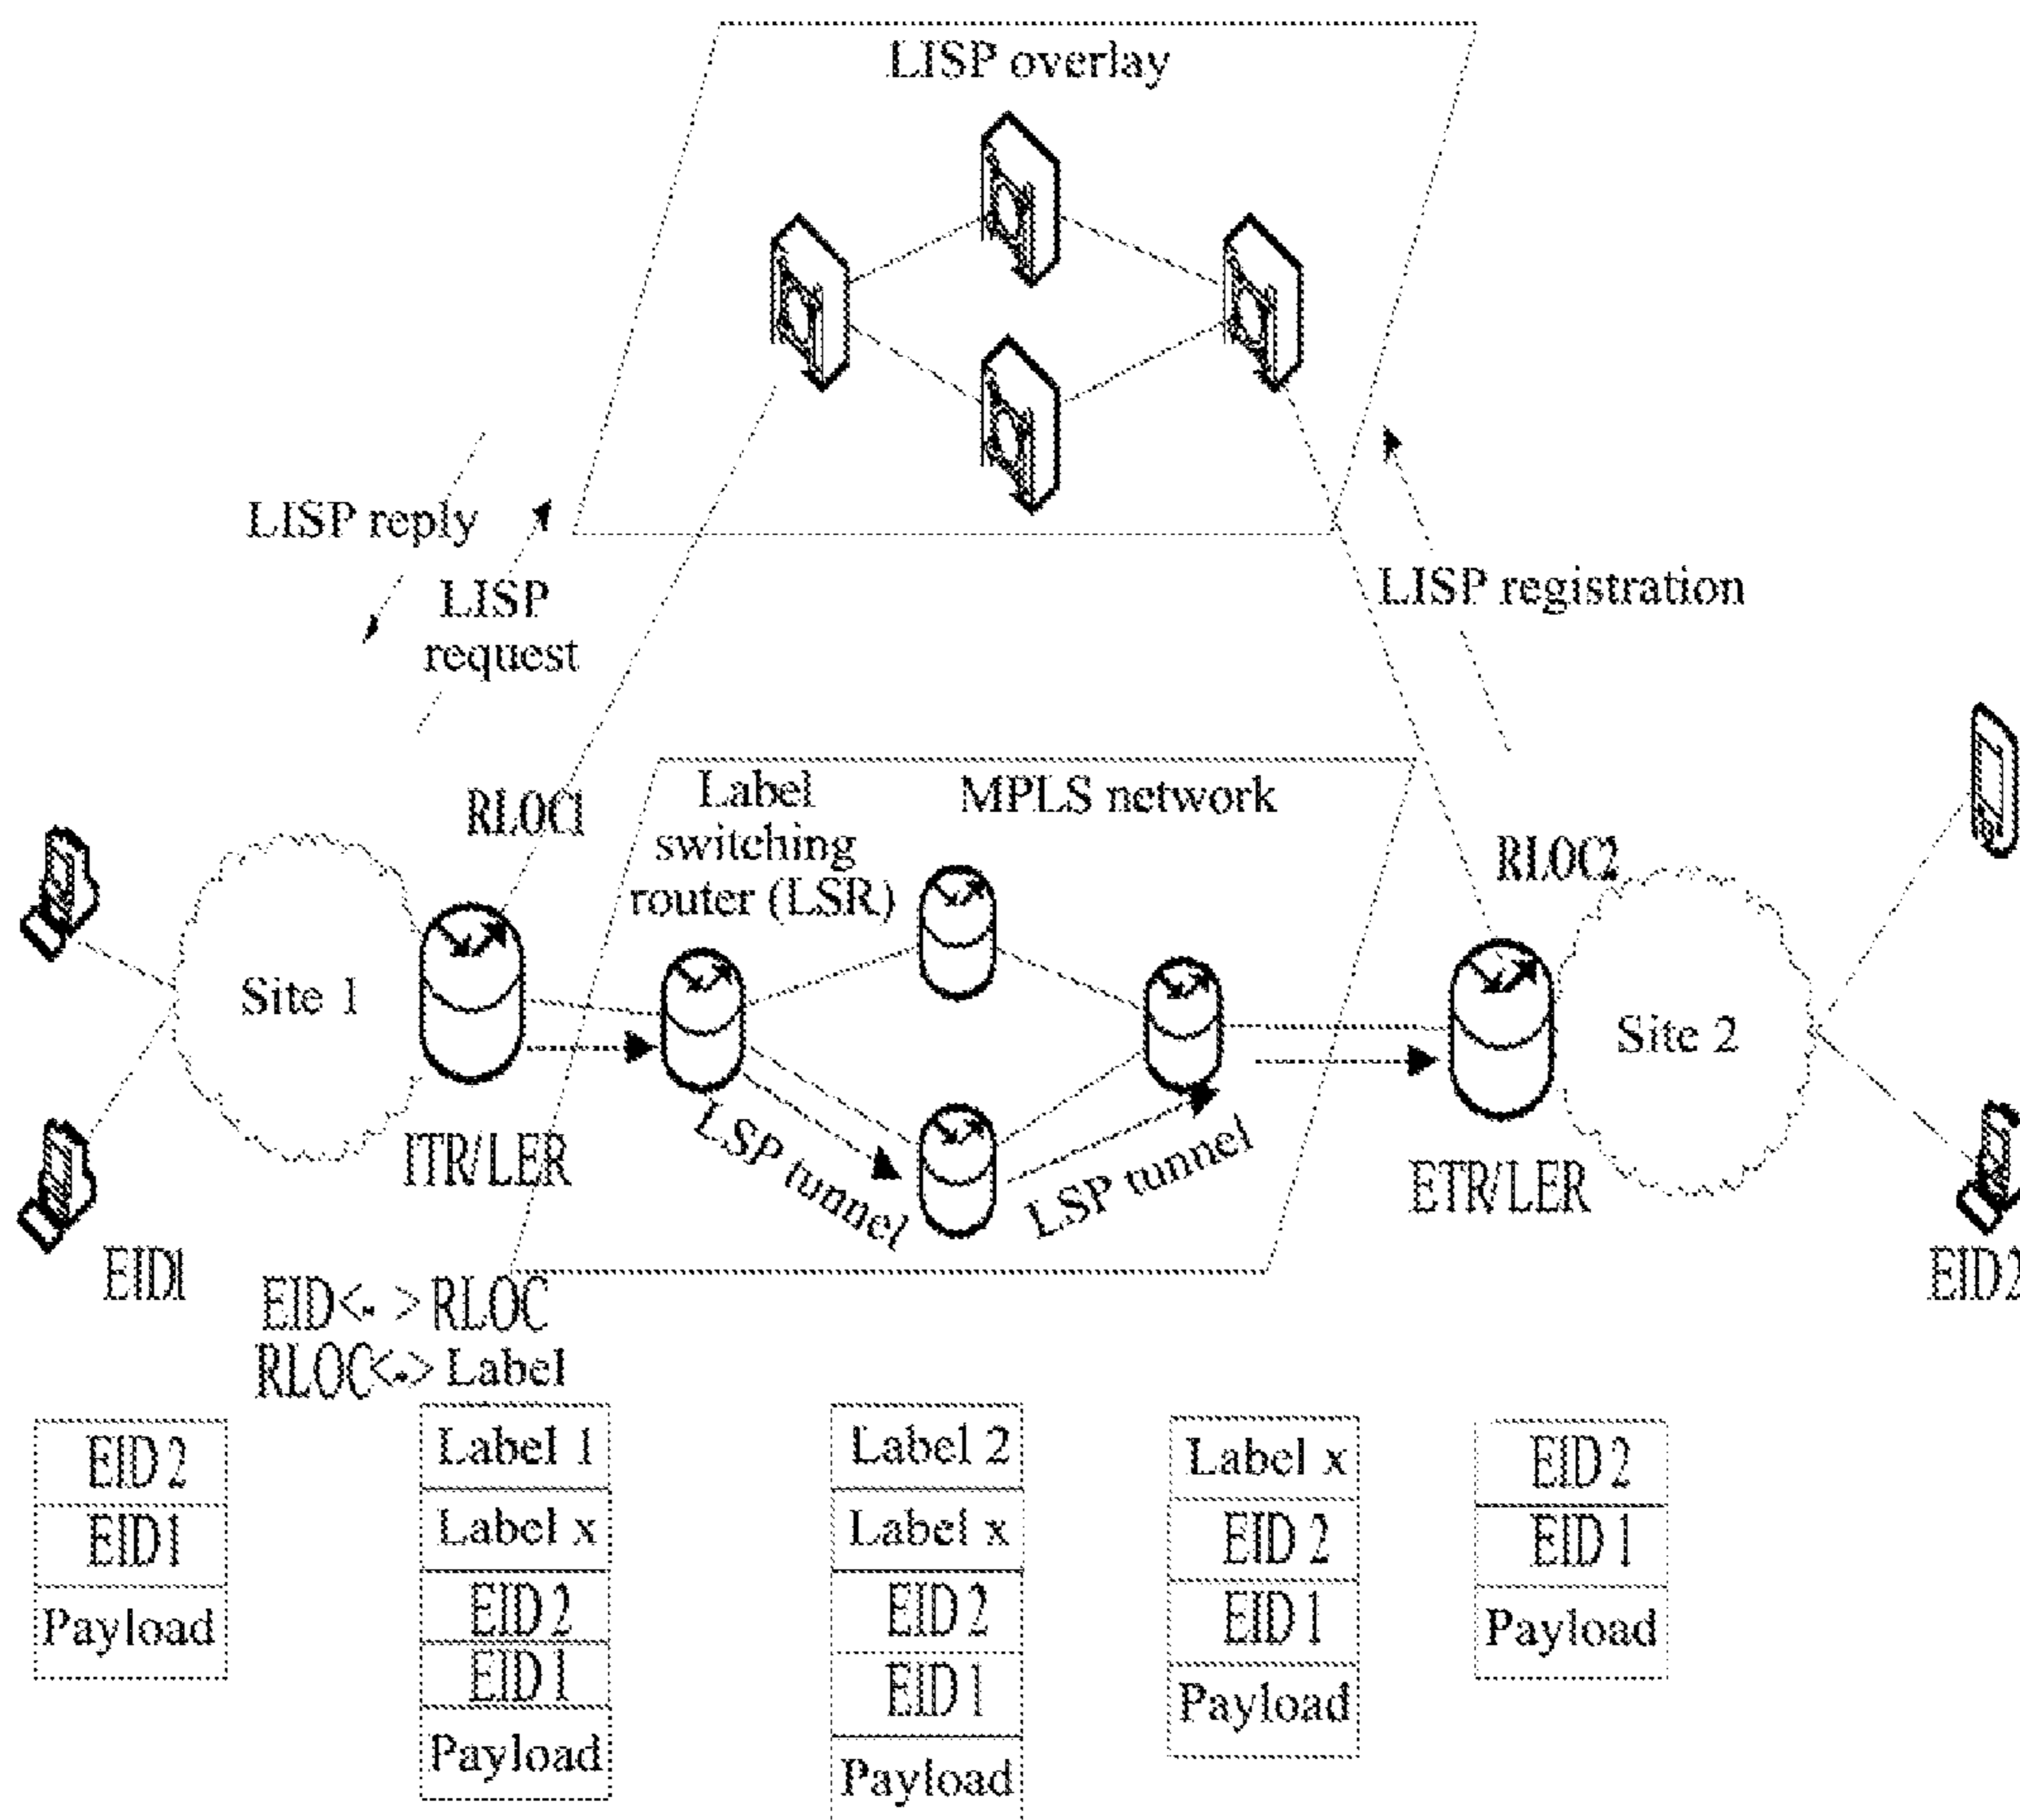 LISP overlay
LISP reply
LISP
request
LISP registration
RLOC1
Label
switching
router (LSR)
MPLS network
RLOC2
Site 1
Site 2
ITR/LER
LSP tunnel
LSP tunnel
ETR/LER
EID1
EID2
EID<-> RLOC
RLOC<-> Label
EID 2
EID 1
Payload
Label 1
Label x
EID 2
EID 1
Payload
Label 2
Label x
EID 2
EID 1
Payload
Label x
EID 2
EID 1
Payload
EID 2
EID 1
Payload